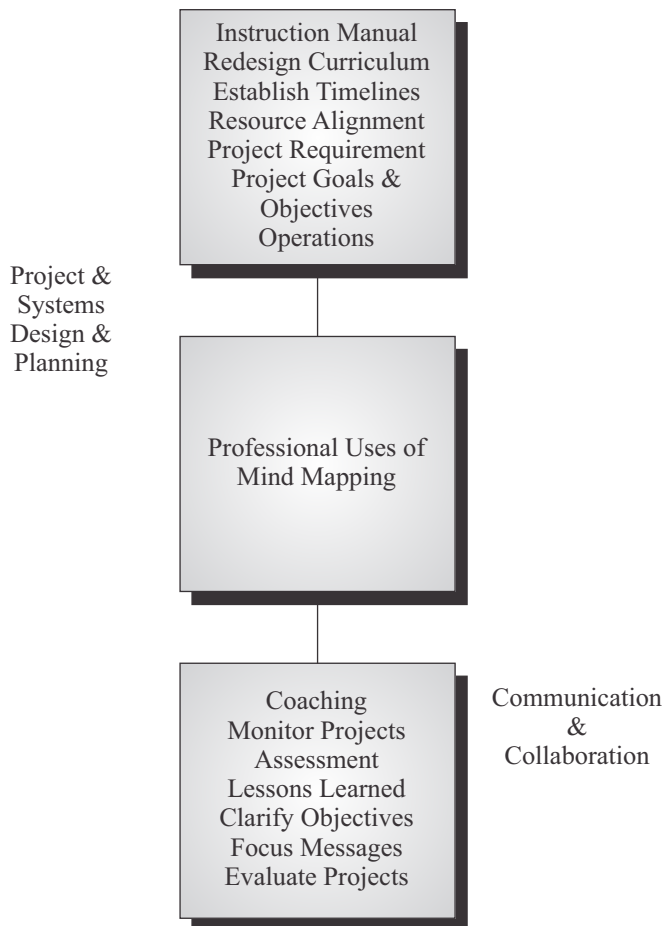 Instruction Manual
Redesign Curriculum
Establish Timelines
Resource Alignment
Project Requirement
Project Goals &
Objectives
Operations
Project &
Systems
Design &
Planning
Professional Uses of
Mind Mapping
Coaching
Monitor Projects
Assessment
Lessons Learned
Clarify Objectives
Focus Messages
Evaluate Projects
Communication
&
Collaboration